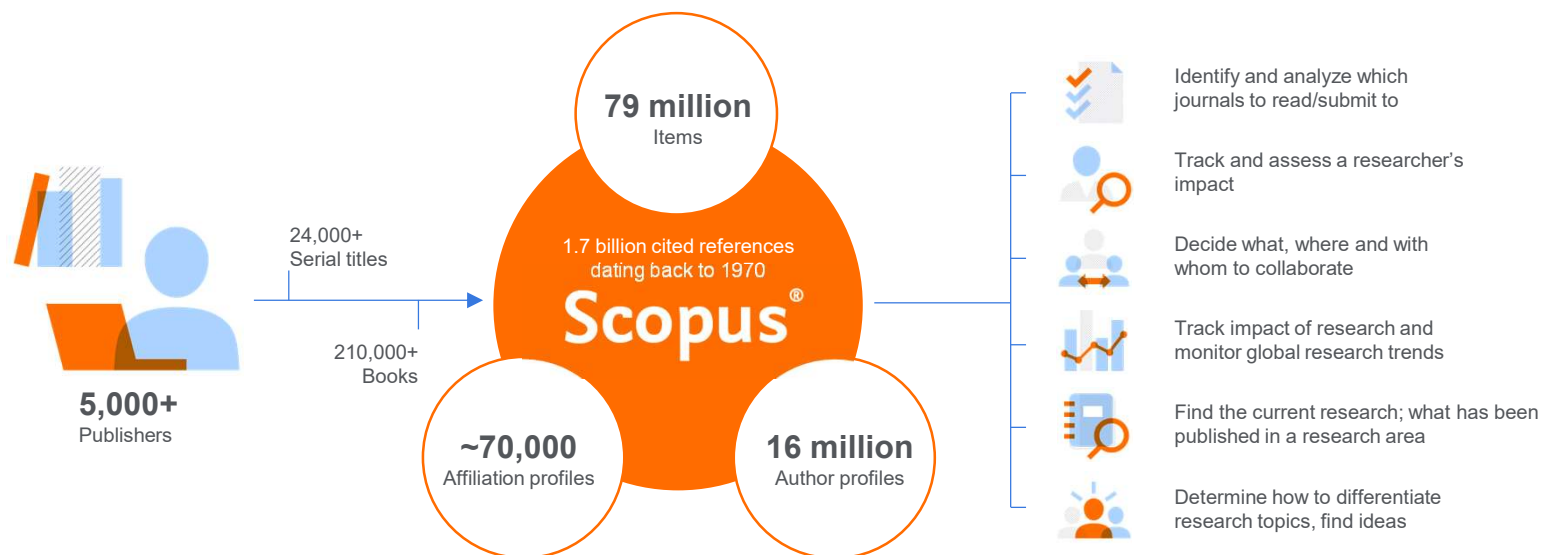 5,000+
Publishers
24,000+
Serial titles
210,000+
Books
79 million
Items
1.7 billion cited references
dating back to 1970
Scopus®
~70,000
Affiliation profiles
16 million
Author profiles
Identify and analyze which
journals to read/submit to
Track and assess a researcher’s
impact
Decide what, where and with
whom to collaborate
Track impact of research and
monitor global research trends
Find the current research; what has been
published in a research area
Determine how to differentiate
research topics, find ideas